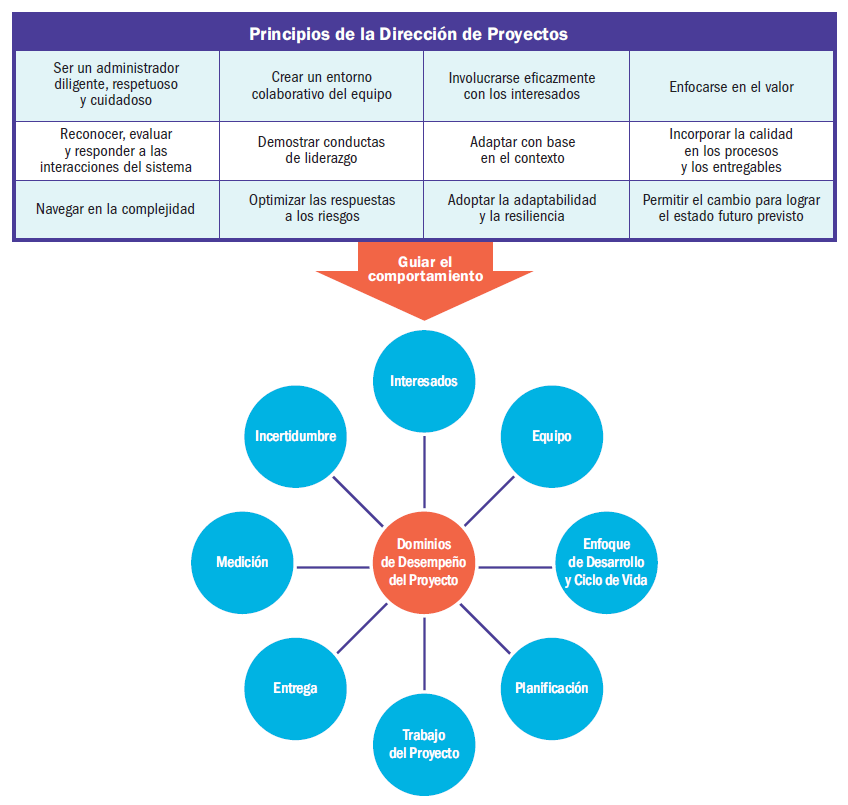 Principios de la Dirección de Proyectos
Ser un administrador
diligente, respetuoso
y cuidadoso
Crear un entorno
colaborativo del equipo
Involucrarse eficazmente
con los interesados
Enfocarse en el valor
Reconocer, evaluar
y responder a las
interacciones del sistema
Demostrar conductas
de liderazgo
Adaptar con base
en el contexto
Incorporar la calidad
en los procesos
y los entregables
Navegar en la complejidad
Optimizar las respuestas
a los riesgos
Adoptar la adaptabilidad
y la resiliencia
Permitir el cambio para lograr
el estado futuro previsto
Guiar el
comportamiento
Interesados
Incertidumbre
Equipo
Medición
Dominios
de Desempeño
del Proyecto
Enfoque
de Desarrollo
y Ciclo de Vida
Entrega
Planificación
Trabajo
del Proyecto